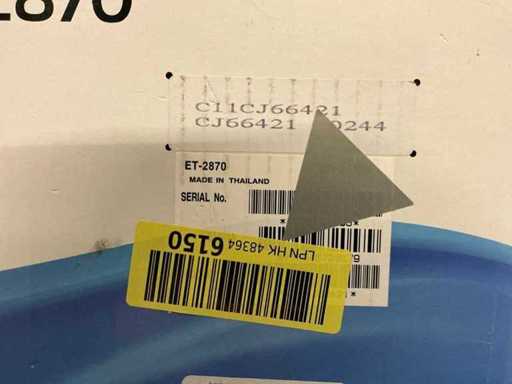 2870
C11CJ66421
CJ66421 0244
ET-2870
MADE IN THAILAND
SERIAL No.
LPN HK 48364
6150